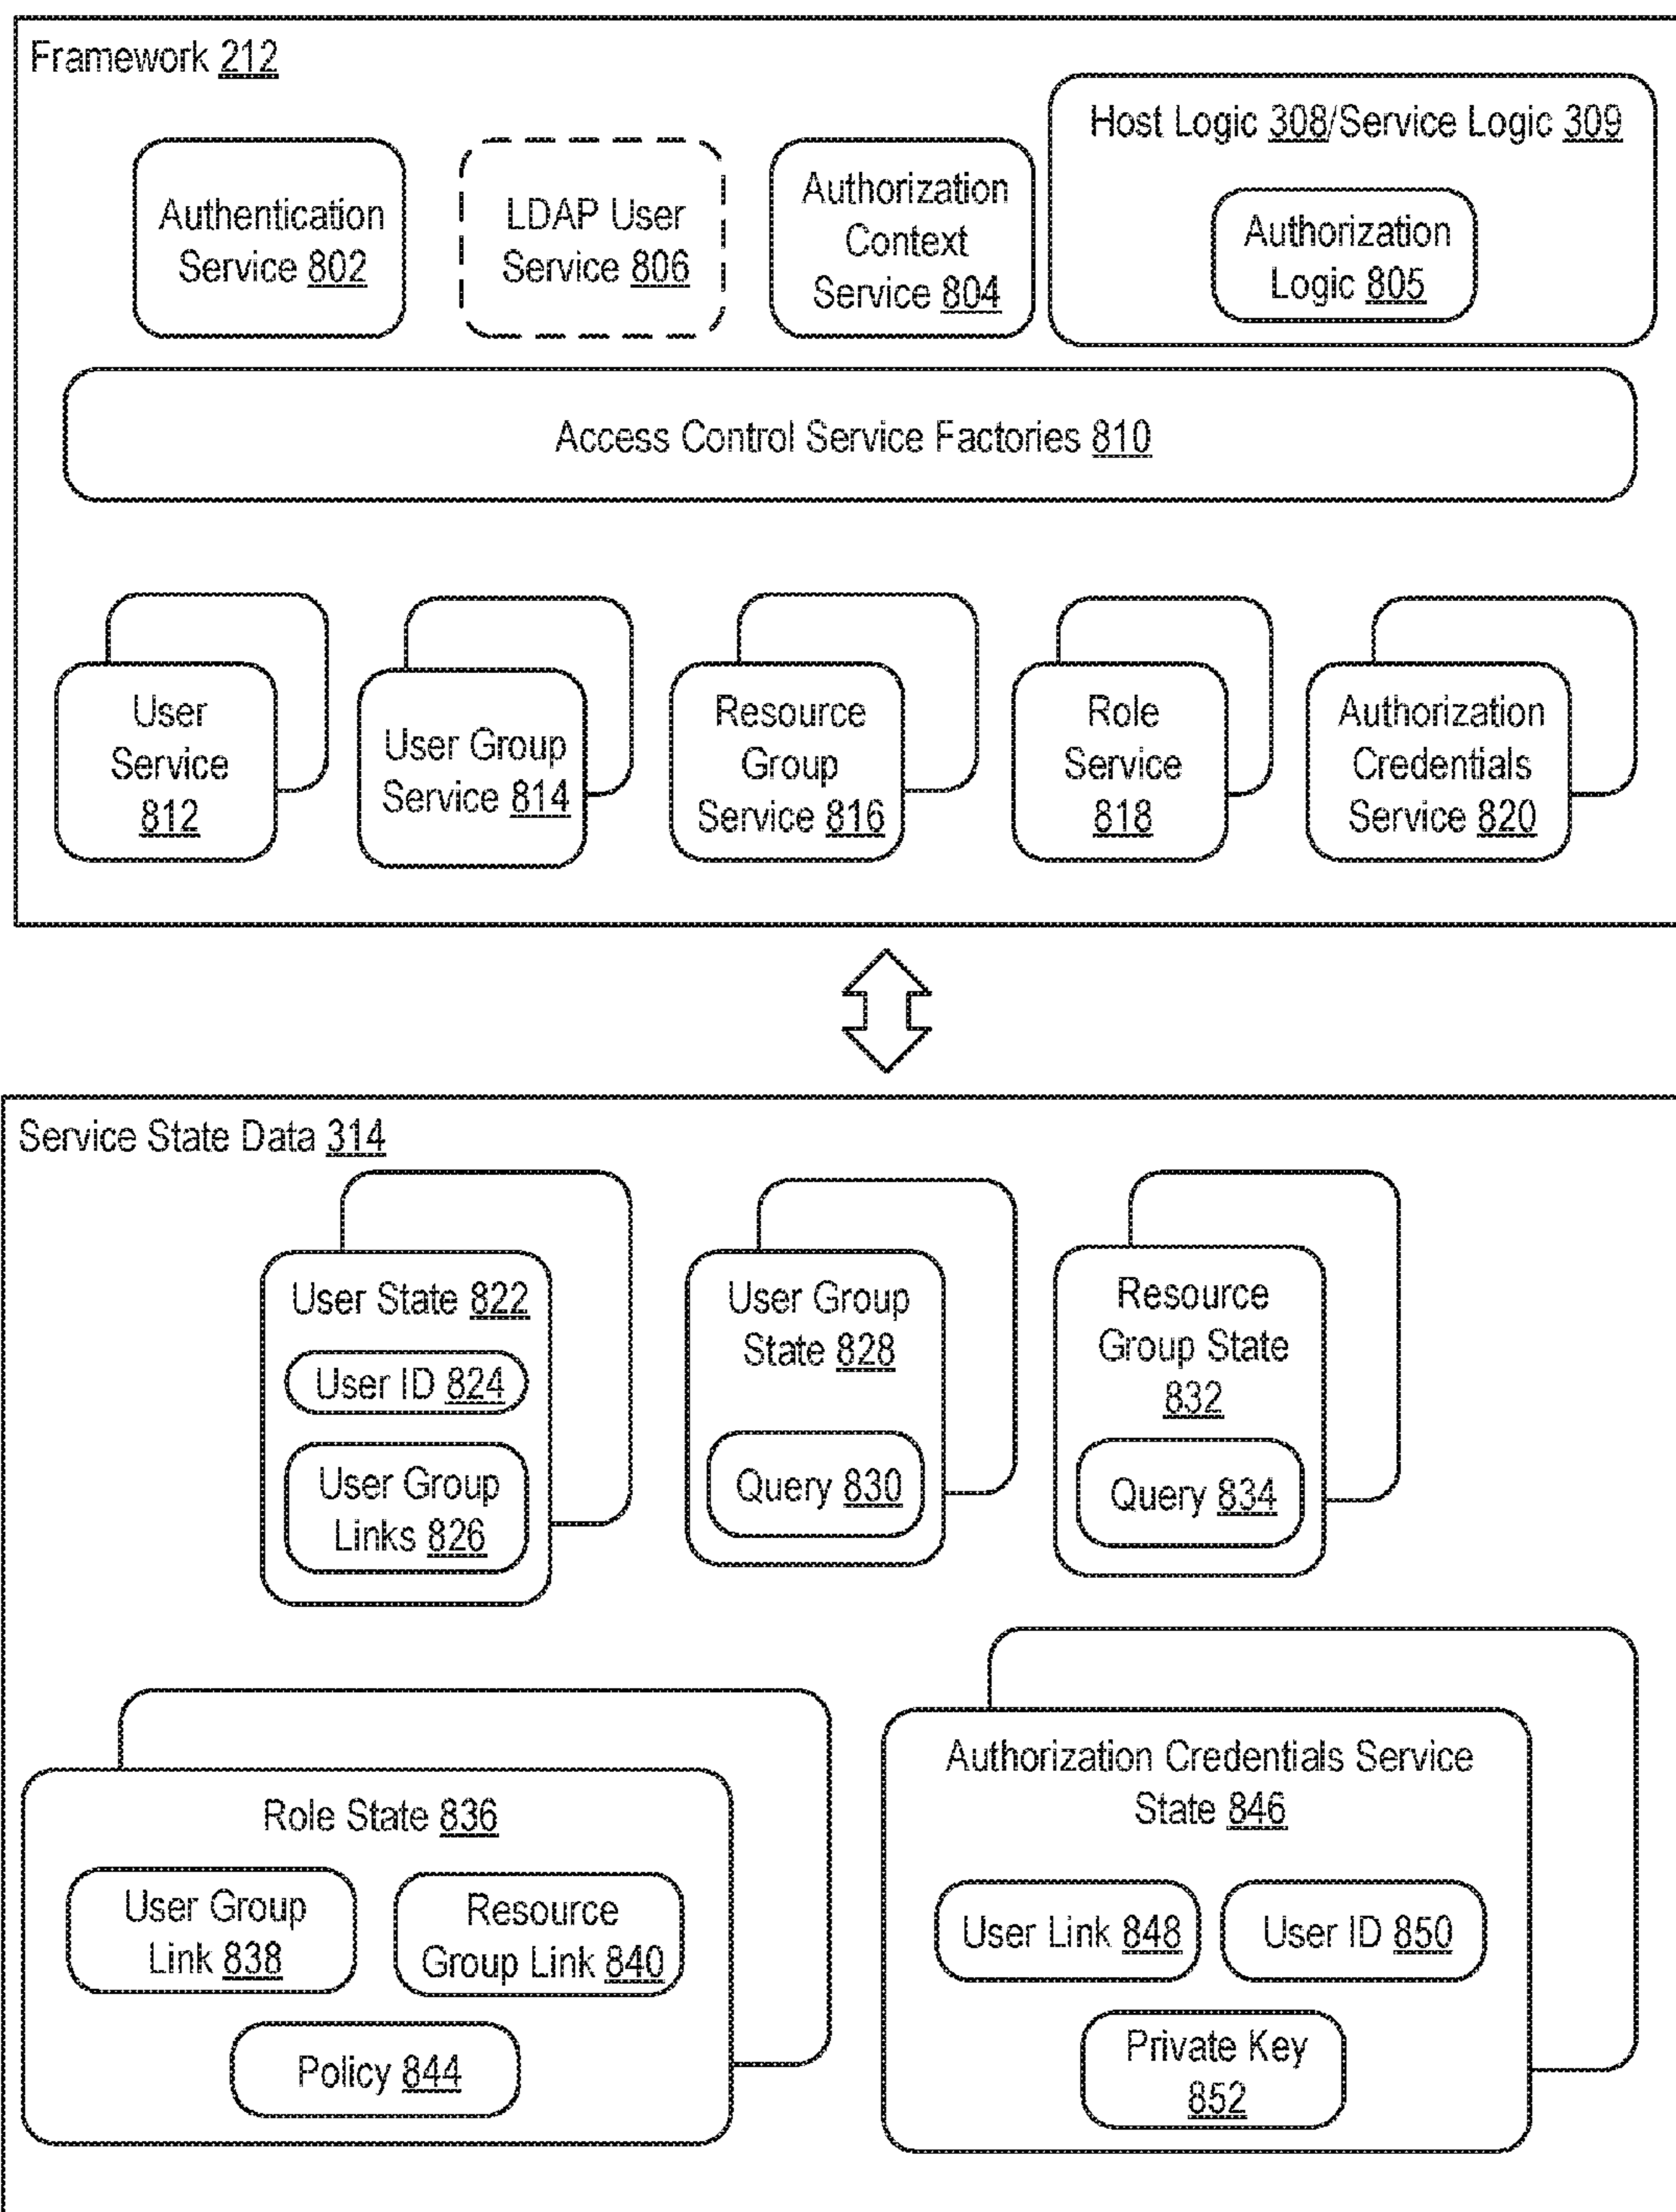 Framework 212
Host Logic 308/Service Logic 309
Authentication
Service 802
LDAP User
Service 806
Authorization
Context
Service 804
Authorization
Logic 805
Access Control Service Factories 810
User
Service
812
User Group
Service 814
Resource
Group
Service 816
Role
Service
818
Authorization
Credentials
Service 820
Service State Data 314
User State 822
User ID 824
User Group
Links 826
User Group
State 828
Query 830
Resource
Group State
832
Query 834
Role State 836
User Group
Link 838
Resource
Group Link 840
Policy 844
Authorization Credentials Service
State 846
User Link 848
User ID 850
Private Key
852